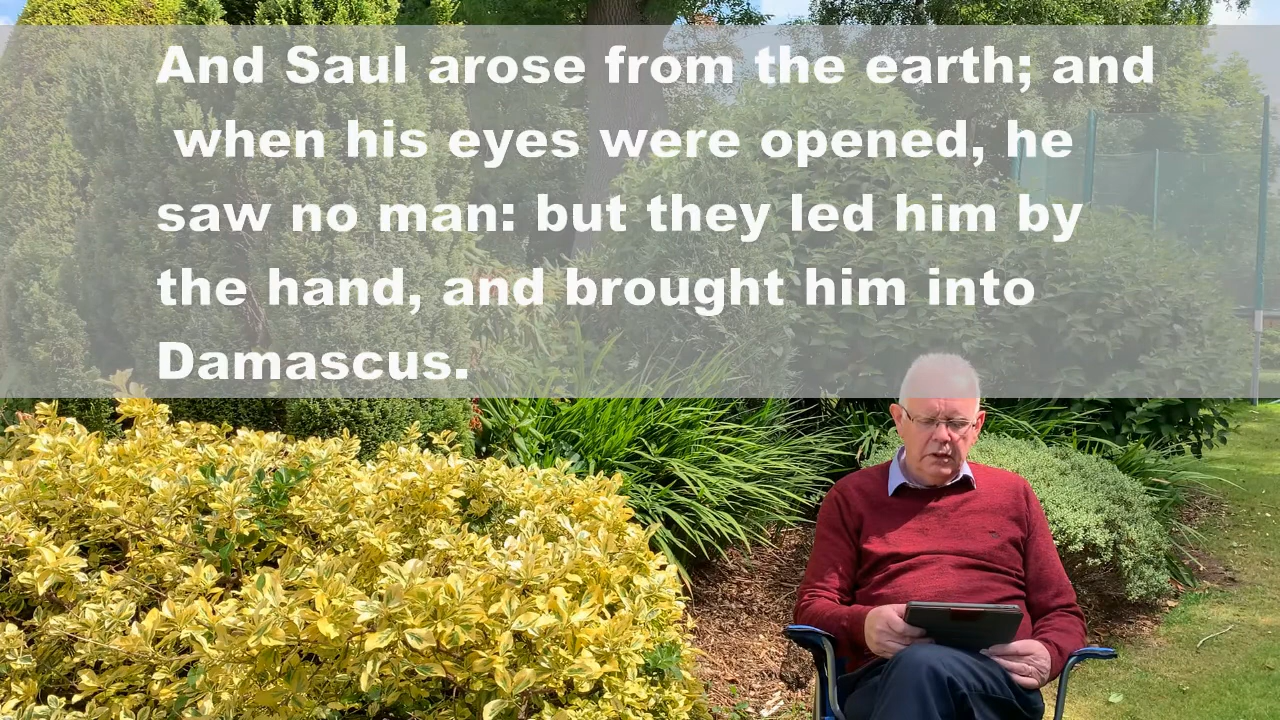 And Saul arose from the earth; and
when his eyes were opened, he
saw no man: but they led him by
the hand, and brought him into
Damascus.